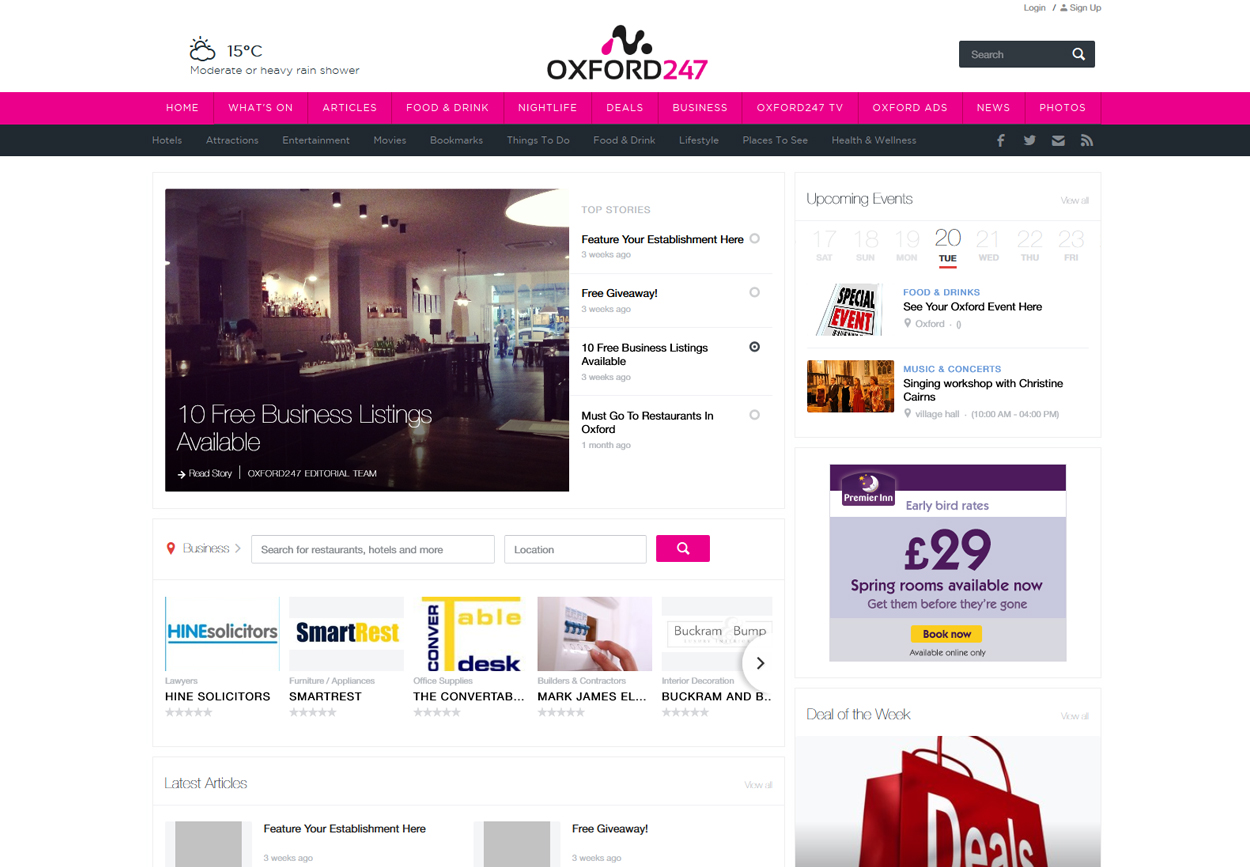 Login / Sign Up
15°C
Moderate or heavy rain shower
OXFORD247
Search
HOME WHAT'S ON ARTICLES FOOD & DRINK NIGHTLIFE DEALS BUSINESS OXFORD247 TV OXFORD ADS NEWS PHOTOS
Hotels Attractions Entertainment Movies Bookmarks Things To Do Food & Drink Lifestyle Places To See Health & Wellness
10 Free Business Listings
Available
Read Story | OXFORD247 EDITORIAL TEAM
TOP STORIES
Feature Your Establishment Here
3 weeks ago
Free Giveaway!
3 weeks ago
10 Free Business Listings
Available
3 weeks ago
Must Go To Restaurants In
Oxford
1 month ago
Upcoming Events View all
17 18 19 20 21 22 23
SAT SUN MON TUE WED THU FRI
SPECIAL
EVENT
FOOD & DRINKS
See Your Oxford Event Here
Oxford - ()
MUSIC & CONCERTS
Singing workshop with Christine
Cairns
village hall - (10:00 AM - 04:00 PM)
Business
Search for restaurants, hotels and more
Location
HINEsolicitors
Lawyers
HINE SOLICITORS
SmartRest
Furniture / Appliances
SMARTREST
CONVER
Table
desk
Office Supplies
THE CONVERTAB...
Builders & Contractors
MARK JAMES EL...
Buckram & Bump
Interior Decoration
BUCKRAM AND B..
Premier Inn
Early bird rates
£29
Spring rooms available now
Get them before they're gone
Book now
Available online only
Latest Articles View all
Feature Your Establishment Here
3 weeks ago
Free Giveaway!
3 weeks ago
Deal of the Week View all
Deals